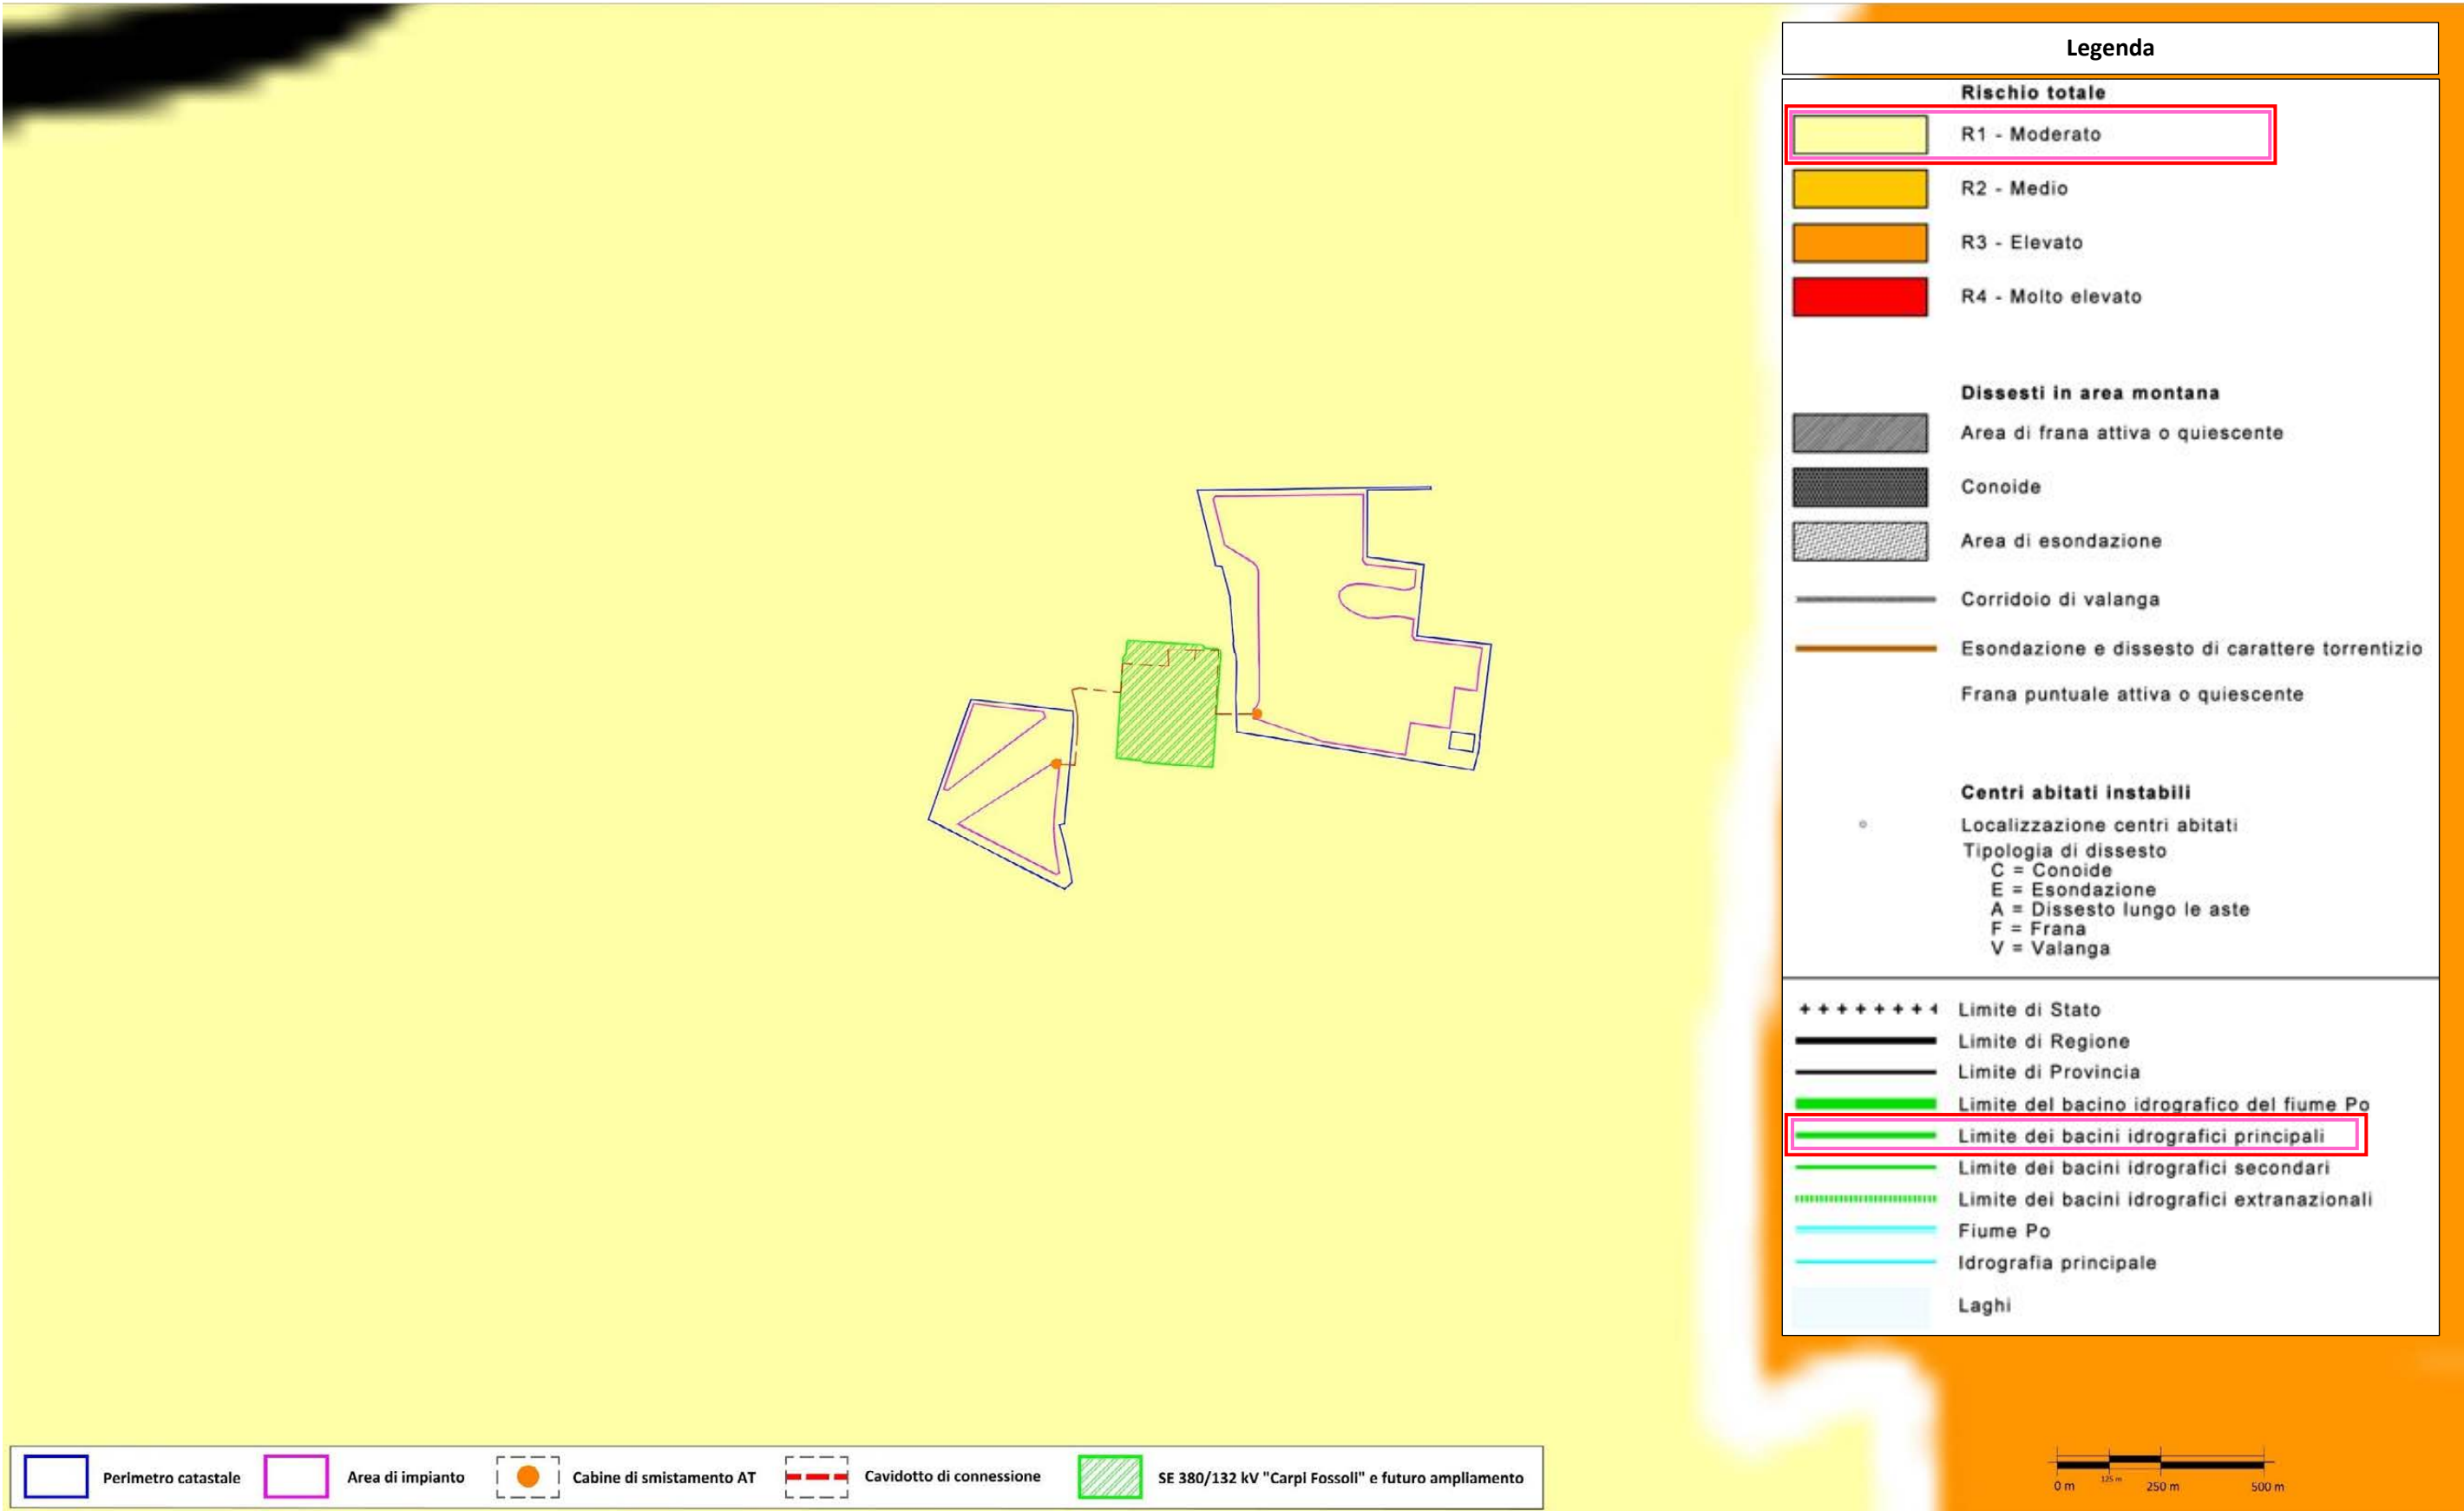 Legenda
Rischio totale
R1 - Moderato
R2 - Medio
R3 - Elevato
R4 - Molto elevato
Dissesti in area montana
Area di frana attiva o quiescente
Conoide
Area di esondazione
Corridoio di valanga
Esondazione e dissesto di carattere torrentizio
Frana puntuale attiva o quiescente
Centri abitati instabili
Localizzazione centri abitati
Tipologia di dissesto
C = Conoide
E = Esondazione
A = Dissesto lungo le aste
F = Frana
V = Valanga
Limite di Stato
Limite di Regione
Limite di Provincia
Limite del bacino idrografico del fiume Po
Limite dei bacini idrografici principali
Limite dei bacini idrografici secondari
Limite dei bacini idrografici extranazionali
Fiume Po
Idrografia principale
Laghi
Perimetro catastale
Area di impianto
Cabine di smistamento AT
Cavidotto di connessione
SE 380/132 kV "Carpi Fossoli" e futuro ampliamento
0 m 125 m 250 m 500 m